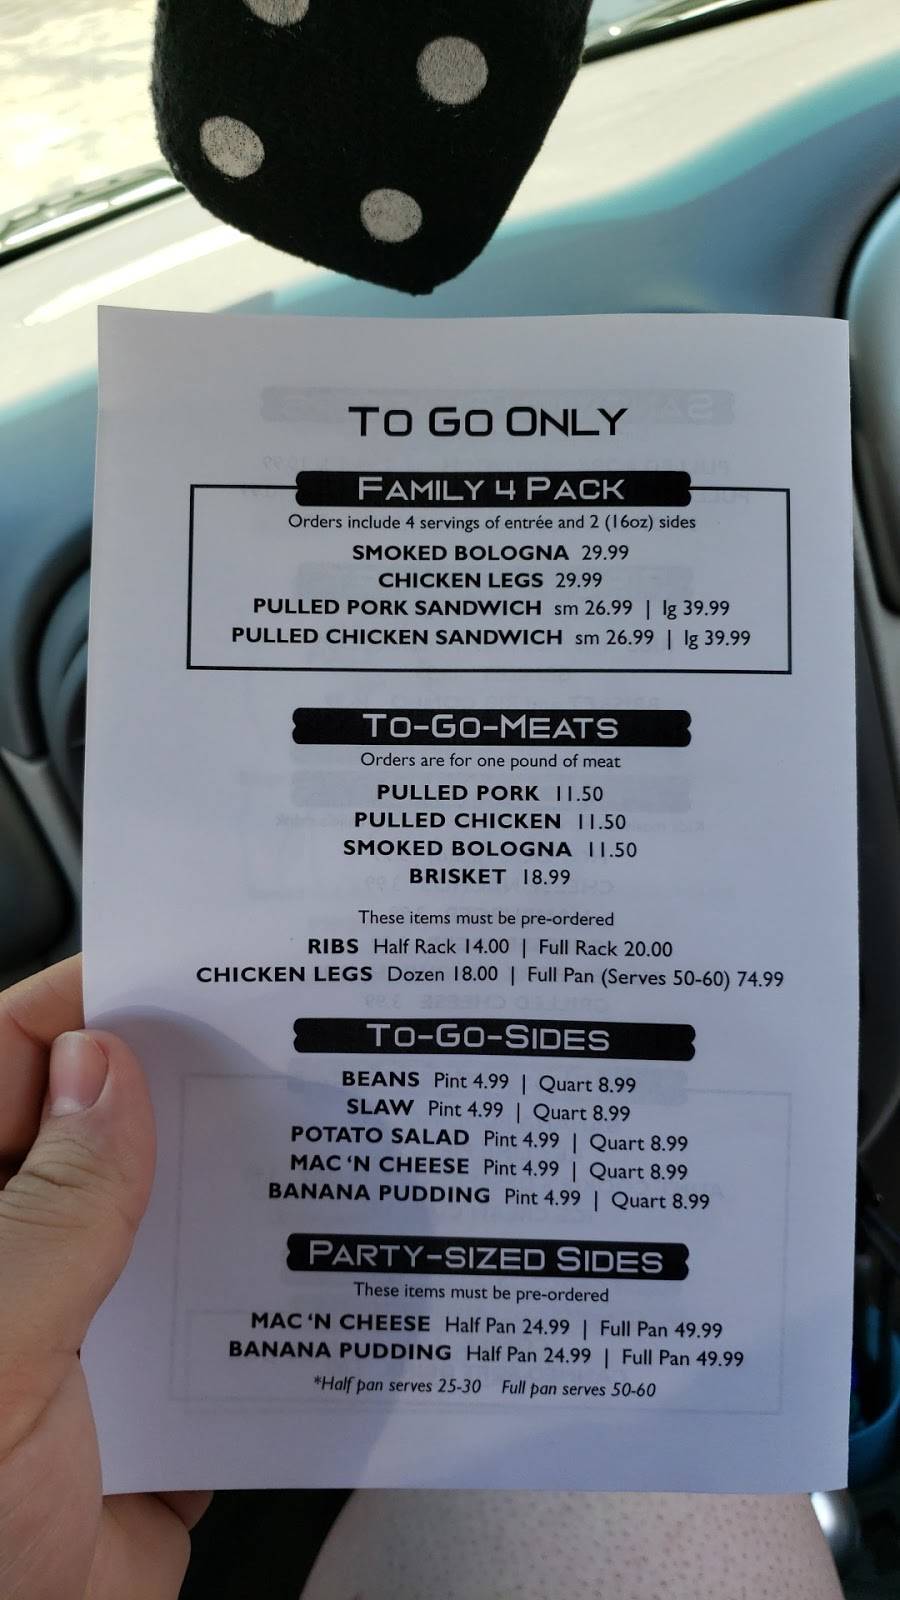 TO GO ONLY
FAMILY 4 PACK
Orders include 4 servings of entrée and 2 (16oz) sides
SMOKED BOLOGNA 29.99
CHICKEN LEGS 29.99
PULLED PORK SANDWICH sm 26.99 | lg 39.99
PULLED CHICKEN SANDWICH sm 26.99 | lg 39.99
TO-GO-MEATS
Orders are for one pound of meat
PULLED PORK 11.50
PULLED CHICKEN 11.50
SMOKED BOLOGNA 11.50
BRISKET 18.99
These items must be pre-ordered
RIBS Half Rack 14.00 | Full Rack 20.00
CHICKEN LEGS Dozen 18.00 | Full Pan (Serves 50-60) 74.99
TO-GO-SIDES
BEANS Pint 4.99 | Quart 8.99
SLAW Pint 4.99 | Quart 8.99
POTATO SALAD Pint 4.99 | Quart 8.99
MAC 'N CHEESE Pint 4.99 | Quart 8.99
BANANA PUDDING Pint 4.99 | Quart 8.99
PARTY-SIZED SIDES
These items must be pre-ordered
MAC 'N CHEESE Half Pan 24.99 | Full Pan 49.99
BANANA PUDDING Half Pan 24.99 | Full Pan 49.99
*Half pan serves 25-30 Full pan serves 50-60